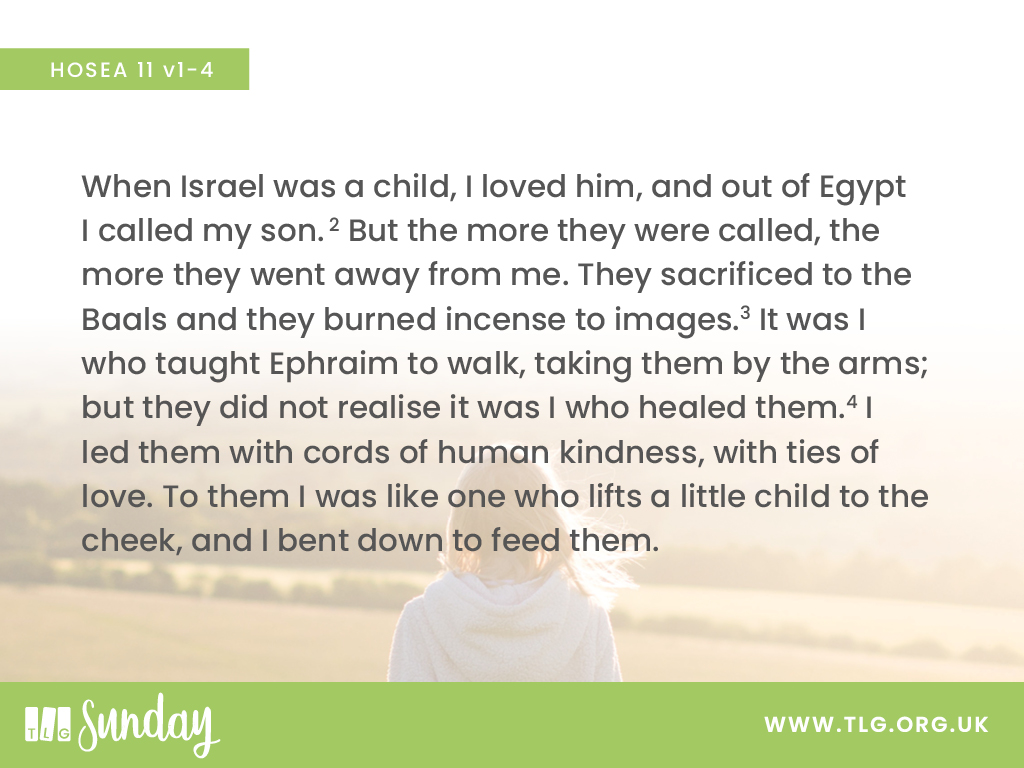 HOSEA 11 v1-4
When Israel was a child, I loved him, and out of Egypt
I called my son. ² But the more they were called, the
more they went away from me. They sacrificed to the
Baals and they burned incense to images.³ It was I
who taught Ephraim to walk, taking them by the arms;
but they did not realise it was I who healed them.⁴ I
led them with cords of human kindness, with ties of
love. To them I was like one who lifts a little child to the
cheek, and I bent down to feed them.
TLG Sunday
WWW.TLG.ORG.UK